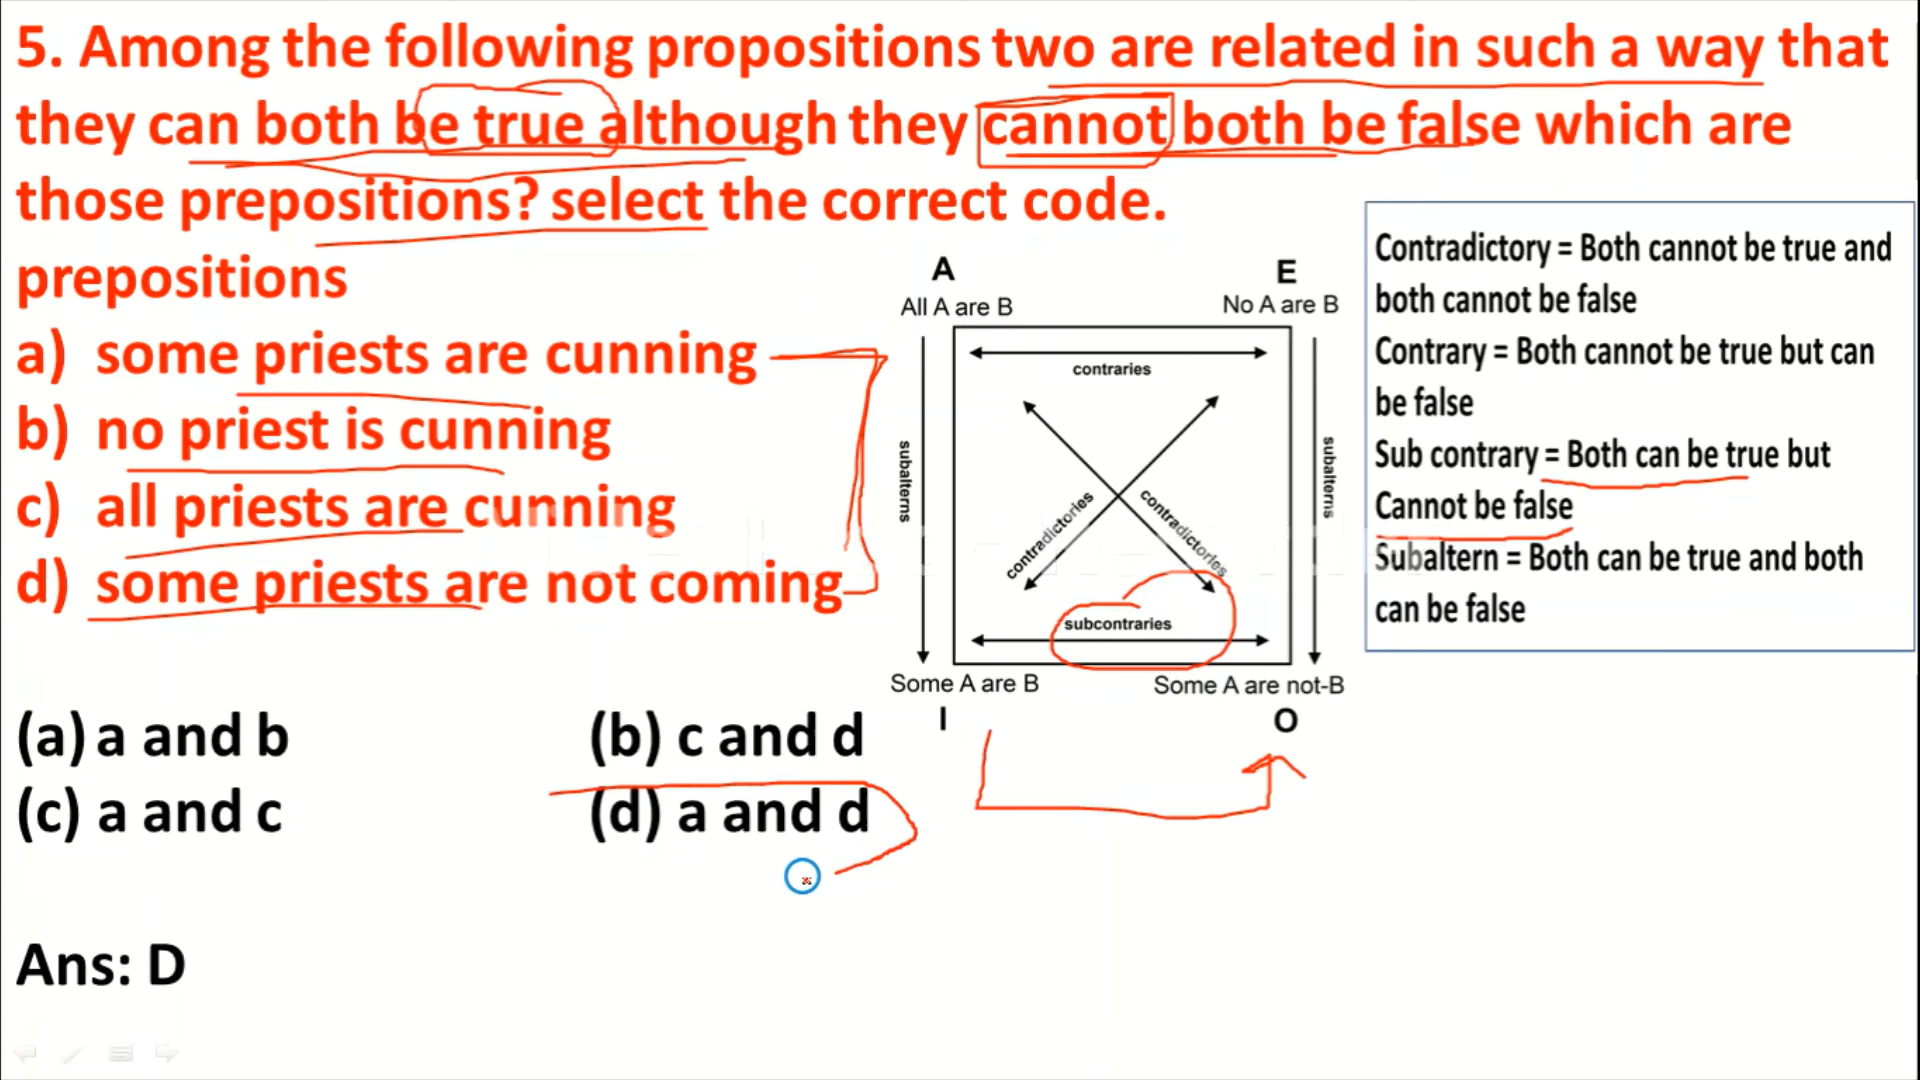 5. Among the following propositions two are related in such a way that
they can both be true although they cannot both be false which are
those prepositions? select the correct code.
prepositions
a) some priests are cunning
b) no priest is cunning
c) all priests are cunning
d) some priests are not coming
(a) a and b
(b) c and d
(c) a and c
(d) a and d
Ans: D
A
E
All A are B
No A are B
contraries
subalterns
subalterns
contradictories
contradictories
subcontraries
Some A are B
Some A are not-B
I
O
Contradictory = Both cannot be true and
both cannot be false
Contrary = Both cannot be true but can
be false
Sub contrary = Both can be true but
Cannot be false
Subaltern = Both can be true and both
can be false